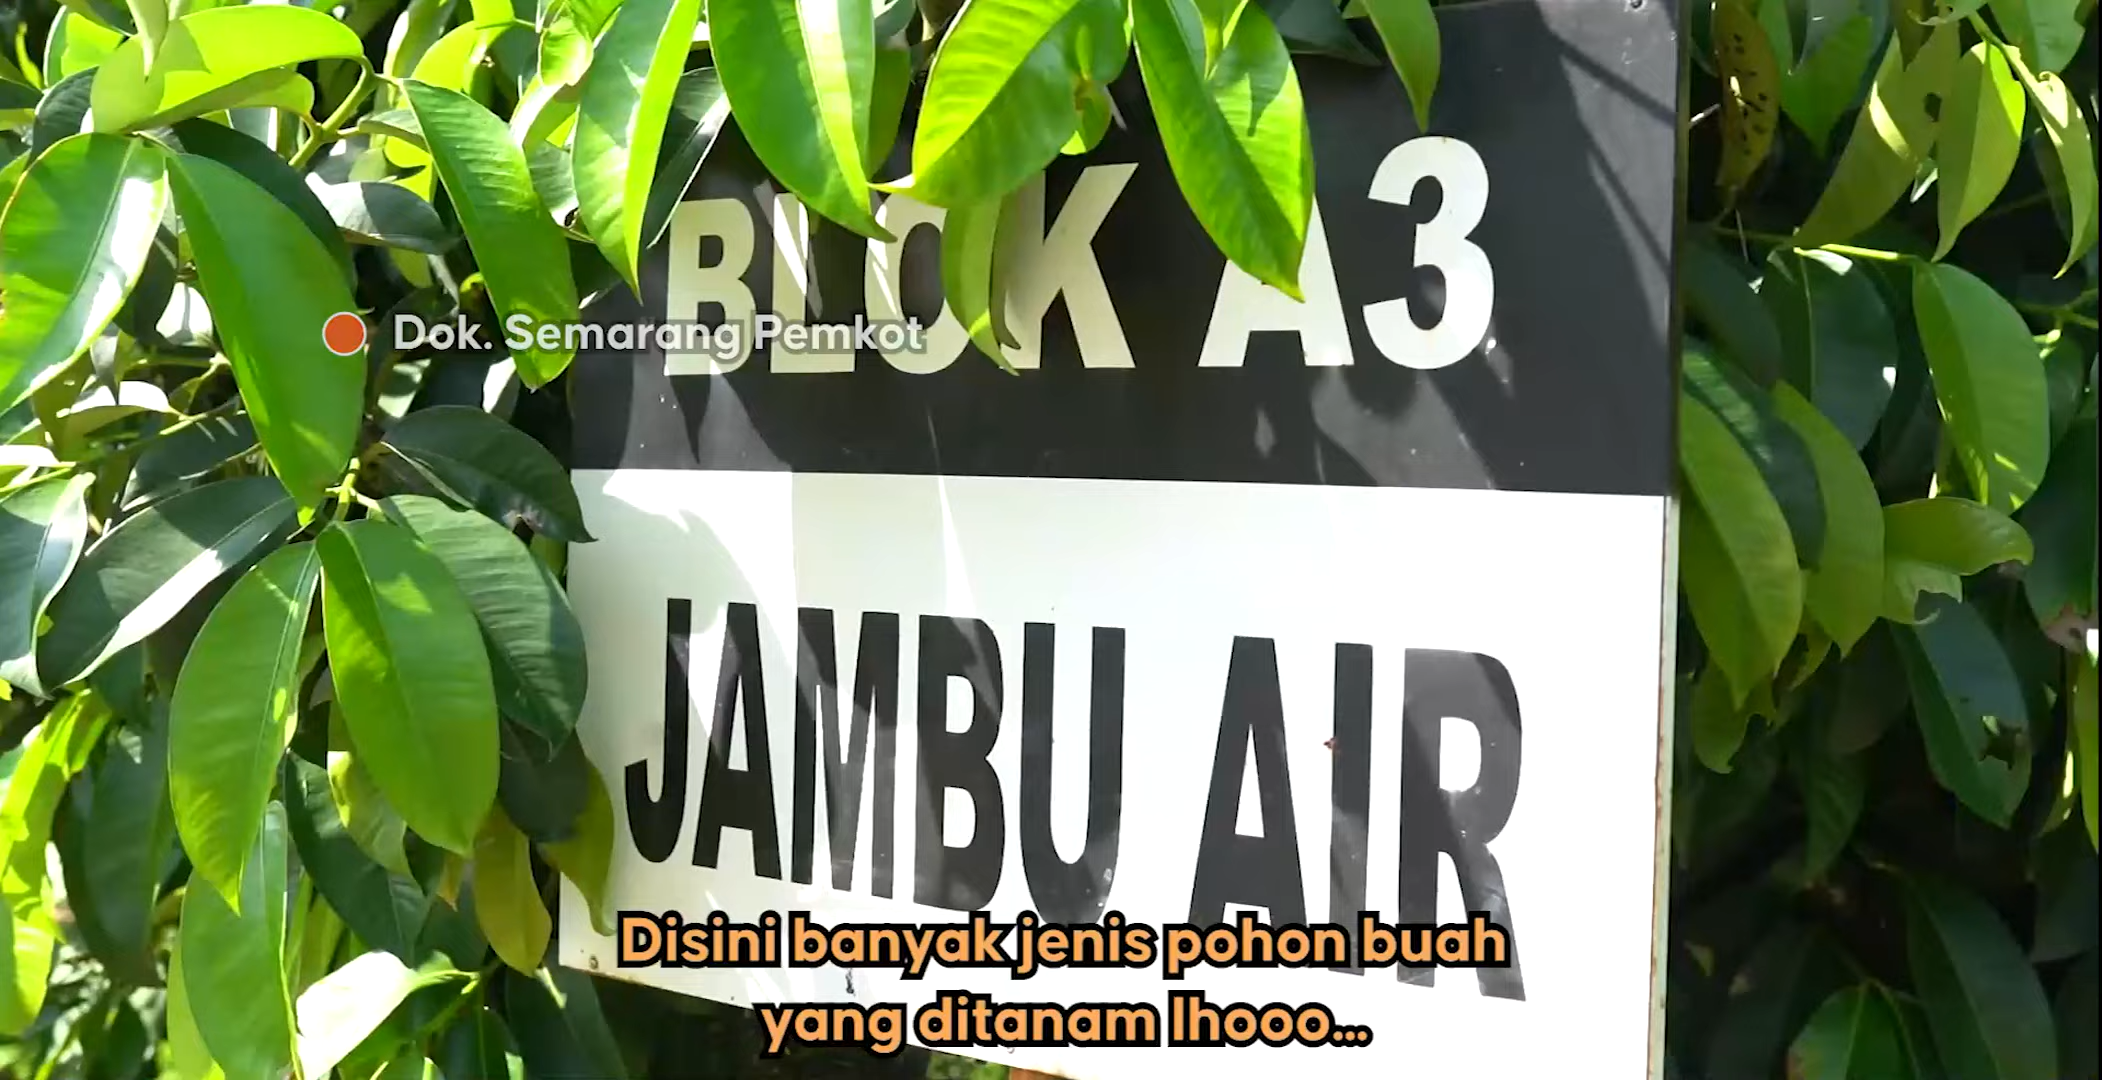 BLOK A3
Dok. Semarang Pemkot
JAMBU AIR
Disini banyak jenis pohon buah
yang ditanam lhooo...